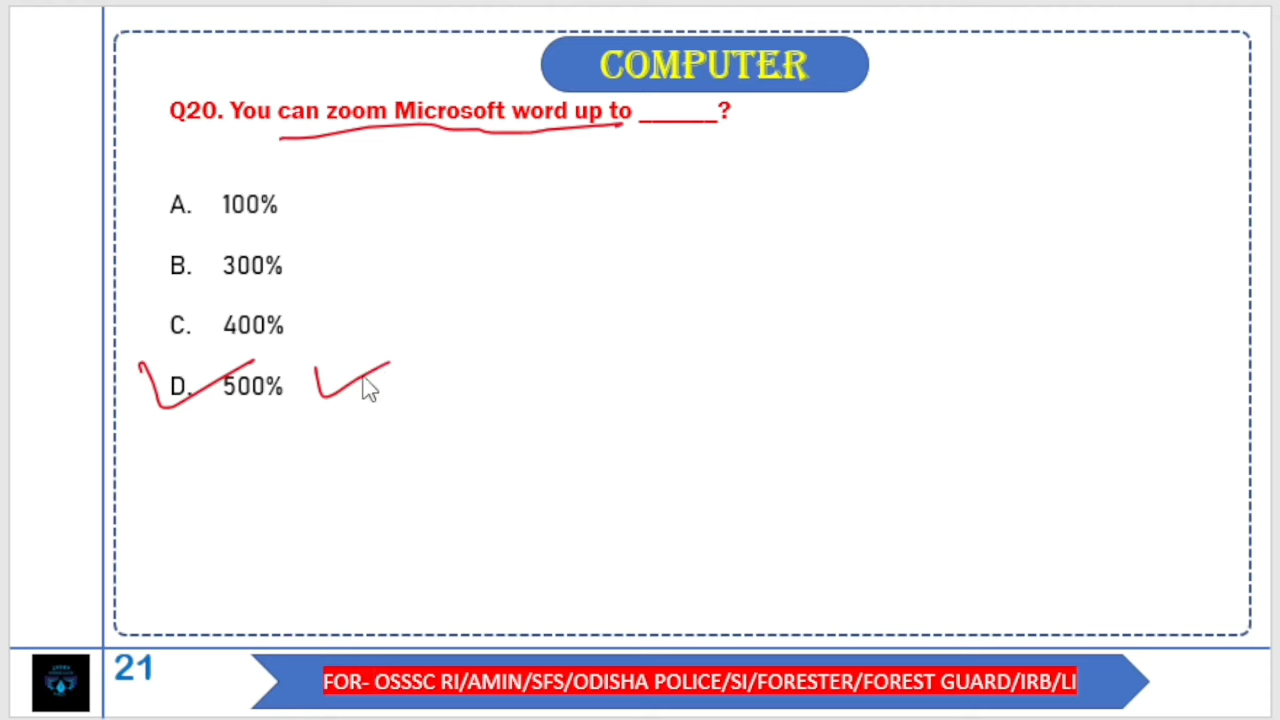 COMPUTER
Q20. You can zoom Microsoft word up to ______?
A. 100%
B. 300%
C. 400%
D. 500%
21
FOR- OSSSC RI/AMIN/SFS/ODISHA POLICE/SI/FORESTER/FOREST GUARD/IRB/LI